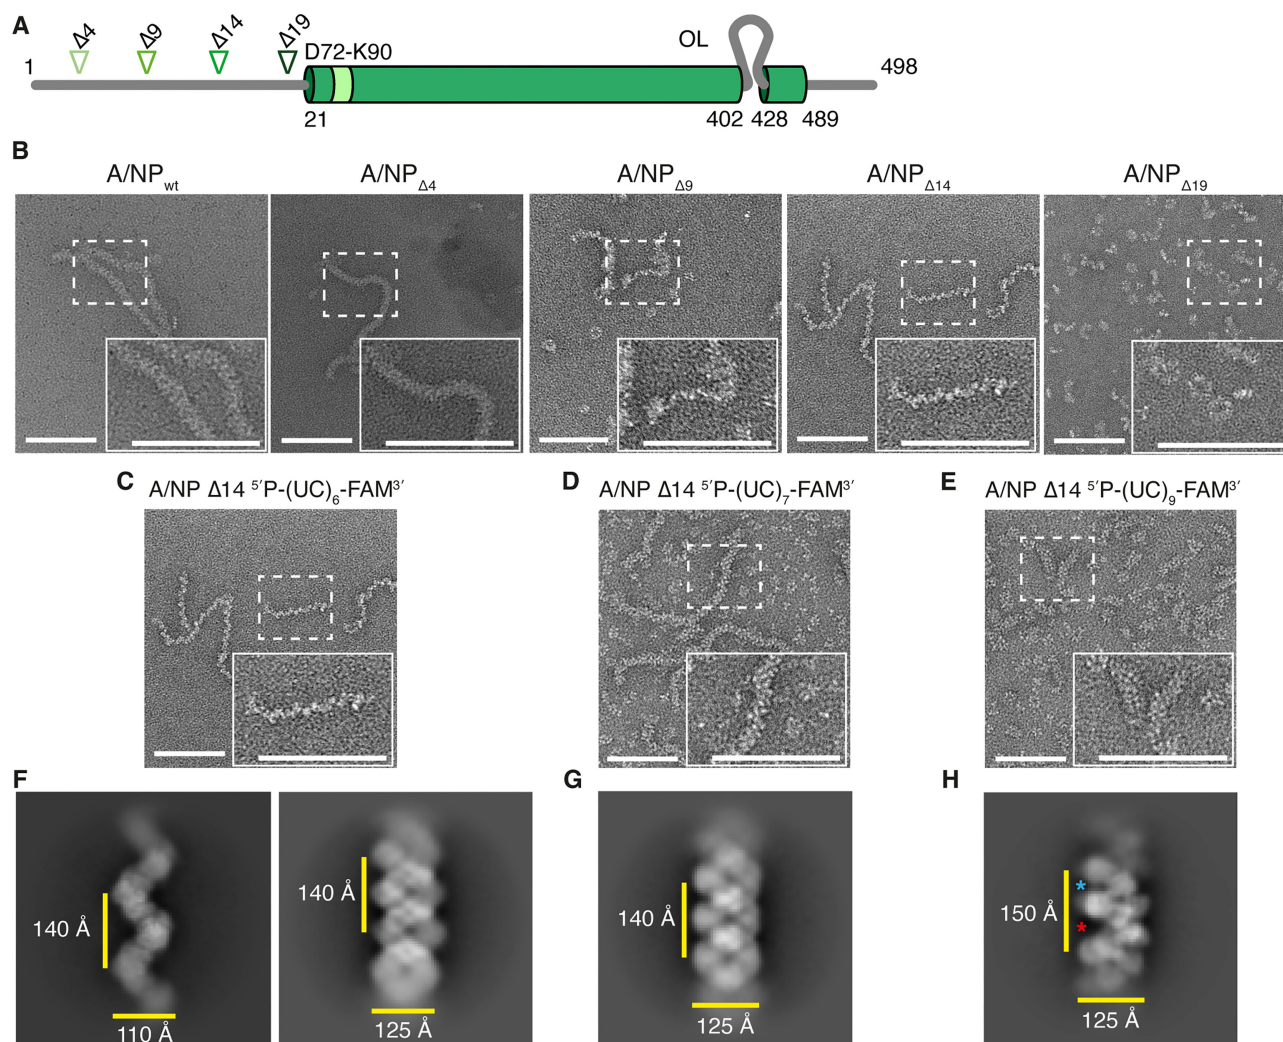 A
Δ4
Δ9
Δ14
Δ19
D72-K90
OL
1
498
21
402
428
489
B
A/NPwt
A/NPΔ4
A/NPΔ9
A/NPΔ14
A/NPΔ19
C
A/NP Δ14 5′P-(UC)6-FAM3′
D
A/NP Δ14 5′P-(UC)7-FAM3′
E
A/NP Δ14 5′P-(UC)9-FAM3′
F
140 Å
110 Å
140 Å
125 Å
G
140 Å
125 Å
H
150 Å
*
*
125 Å